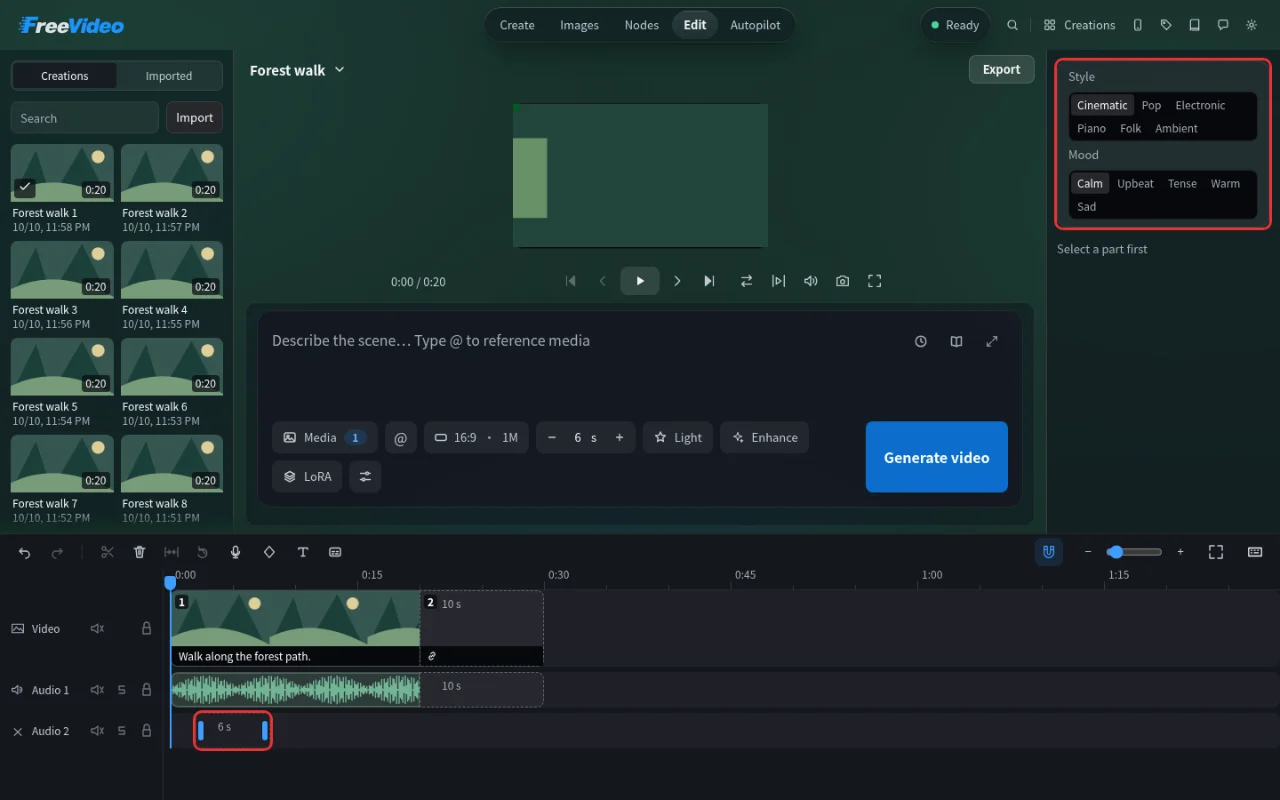 FreeVideo
Create
Images
Nodes
Edit
Autopilot
Ready
Creations
Creations
Imported
Search
Import
0:20
0:20
Forest walk 1
10/10, 11:58 PM
Forest walk 2
10/10, 11:57 PM
0:20
0:20
Forest walk 3
10/10, 11:56 PM
Forest walk 4
10/10, 11:55 PM
0:20
0:20
Forest walk 5
10/10, 11:54 PM
Forest walk 6
10/10, 11:53 PM
0:20
0:20
Forest walk 7
10/10, 11:52 PM
Forest walk 8
10/10, 11:51 PM
Forest walk
Export
0:00 / 0:20
Describe the scene… Type @ to reference media
Media 1
@
16:9 · 1M
− 6 s +
Light
Enhance
LoRA
Generate video
Style
Cinematic Pop Electronic
Piano Folk Ambient
Mood
Calm Upbeat Tense Warm
Sad
Select a part first
0:00 0:15 0:30 0:45 1:00 1:15
Video
1
2 10 s
Walk along the forest path.
Audio 1 S
10 s
Audio 2 S
6 s